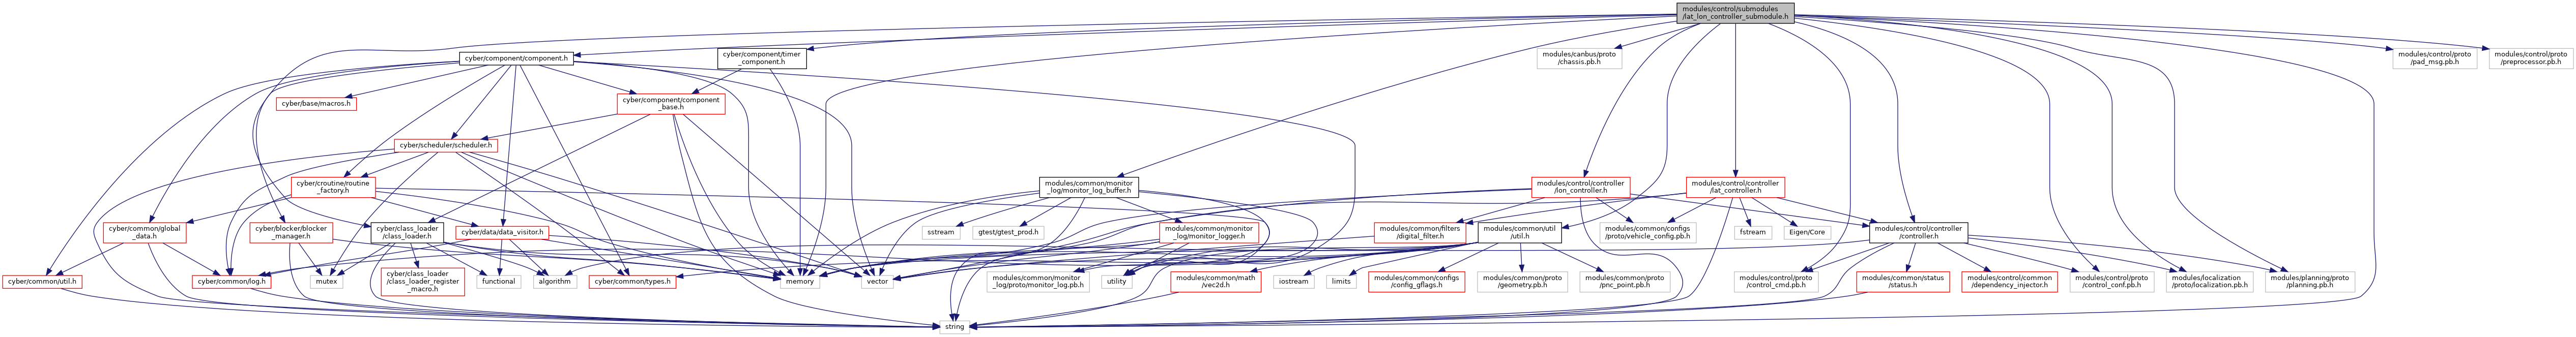 modules/control/submodules
/lat_lon_controller_submodule.h
cyber/component/component.h
cyber/component/timer
_component.h
modules/canbus/proto
/chassis.pb.h
modules/control/proto
/pad_msg.pb.h
modules/control/proto
/preprocessor.pb.h
cyber/base/macros.h
cyber/component/component
_base.h
cyber/scheduler/scheduler.h
cyber/croutine/routine
_factory.h
modules/common/monitor
_log/monitor_log_buffer.h
modules/control/controller
/lon_controller.h
modules/control/controller
/lat_controller.h
cyber/common/global
_data.h
cyber/blocker/blocker
_manager.h
cyber/class_loader
/class_loader.h
cyber/data/data_visitor.h
sstream
gtest/gtest_prod.h
modules/common/monitor
_log/monitor_logger.h
modules/common/filters
/digital_filter.h
modules/common/util
/util.h
modules/common/configs
/proto/vehicle_config.pb.h
fstream
Eigen/Core
modules/control/controller
/controller.h
cyber/common/util.h
cyber/common/log.h
mutex
cyber/class_loader
/class_loader_register
_macro.h
functional
algorithm
cyber/common/types.h
memory
vector
modules/common/monitor
_log/proto/monitor_log.pb.h
utility
modules/common/math
/vec2d.h
iostream
limits
modules/common/configs
/config_gflags.h
modules/common/proto
/geometry.pb.h
modules/common/proto
/pnc_point.pb.h
modules/control/proto
/control_cmd.pb.h
modules/common/status
/status.h
modules/control/common
/dependency_injector.h
modules/control/proto
/control_conf.pb.h
modules/localization
/proto/localization.pb.h
modules/planning/proto
/planning.pb.h
string